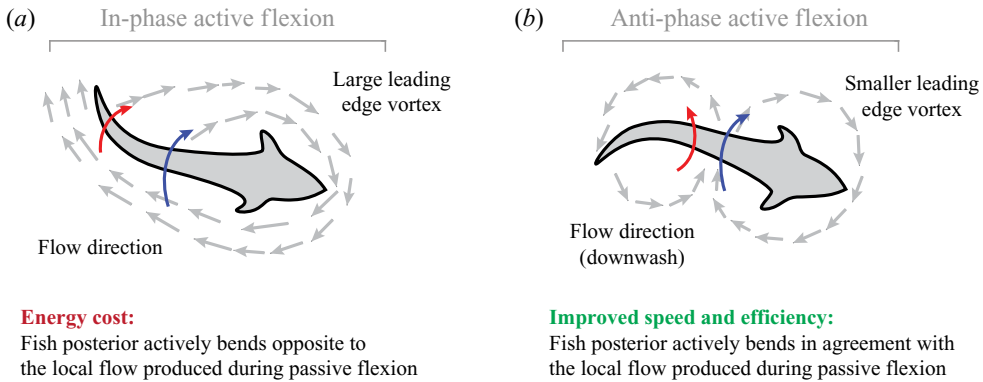 (a)
In-phase active flexion
Large leading
edge vortex
Flow direction
Energy cost:
Fish posterior actively bends opposite to
the local flow produced during passive flexion
(b)
Anti-phase active flexion
Smaller leading
edge vortex
Flow direction
(downwash)
Improved speed and efficiency:
Fish posterior actively bends in agreement with
the local flow produced during passive flexion